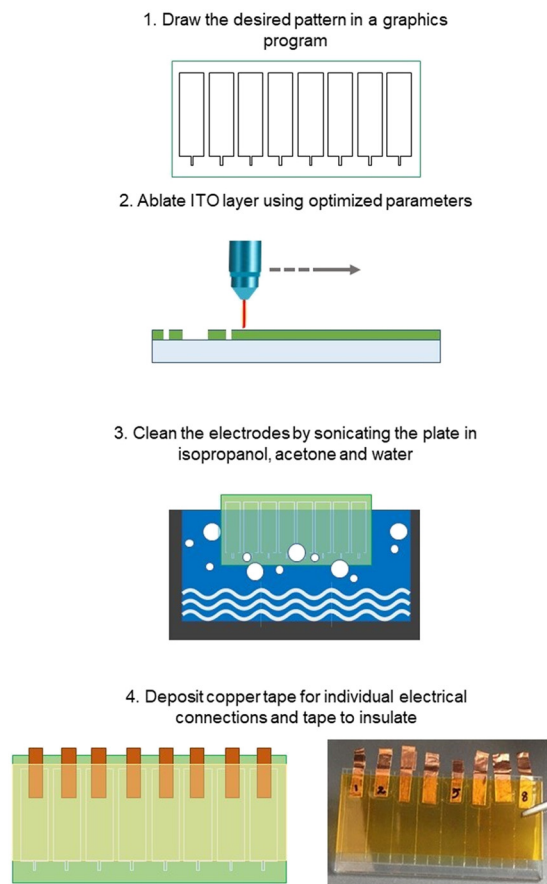 1. Draw the desired pattern in a graphics
program
2. Ablate ITO layer using optimized parameters
3. Clean the electrodes by sonicating the plate in
isopropanol, acetone and water
4. Deposit copper tape for individual electrical
connections and tape to insulate
1 2 5 8